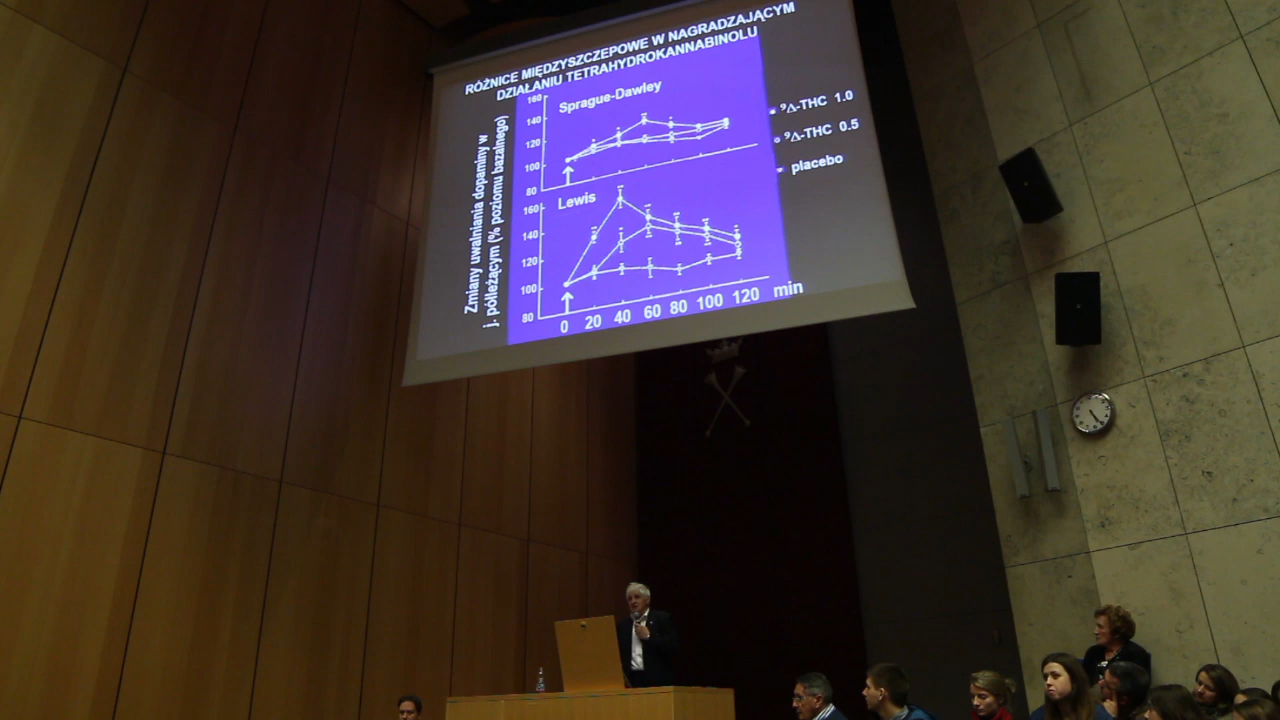 RÓŻNICE MIĘDZYSZCZEPOWE W NAGRADZAJĄCYM
DZIAŁANIU TETRAHYDROKANNABINOLU
Zmiany uwalniania dopaminy w
j. półleżącym (% poziomu bazalnego)
160
140
120
100
80
Sprague-Dawley
160
140
120
100
80
Lewis
0 20 40 60 80 100 120 min
⁹Δ-THC 1.0
⁹Δ-THC 0.5
placebo